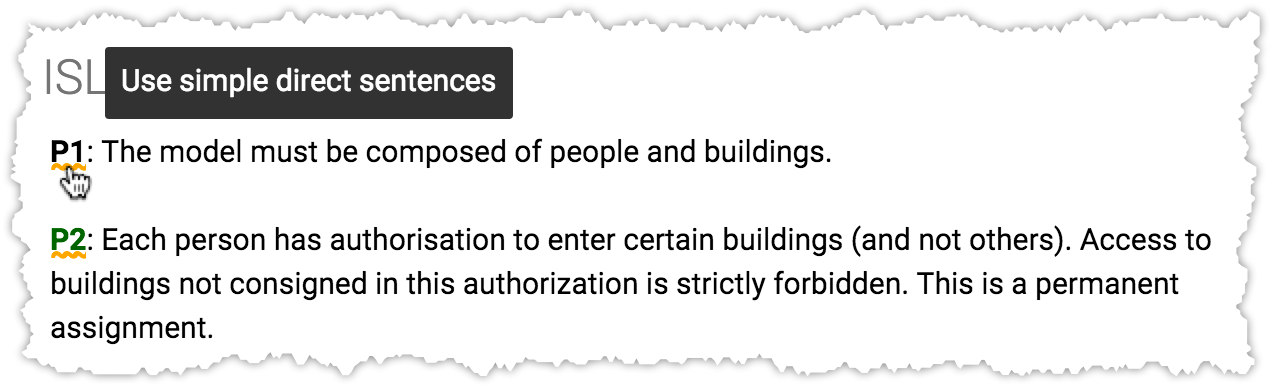 ISL
Use simple direct sentences
P1: The model must be composed of people and buildings.
P2: Each person has authorisation to enter certain buildings (and not others). Access to
buildings not consigned in this authorization is strictly forbidden. This is a permanent
assignment.